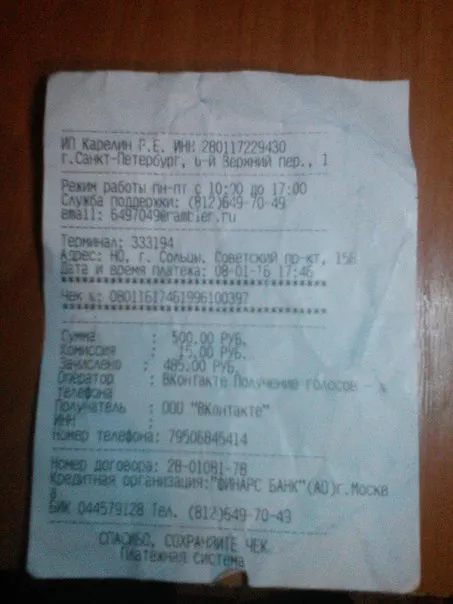 ИП Карелин Р.Е. ИНН 280117229430
г.Санкт-Петербург, 6-й Верхний пер., 1
Режим работы пн-пт с 10:00 до 17:00
Служба поддержки: (812)649-70-49
email: 6497049@rambler.ru
Терминал: 333194
Адрес: НО, г. Сольцы, Советский пр-кт, 15б
Дата и время платежа: 08-01-16 17:46
Чек №: 08011617461996100397
Сумма : 500.00 РУБ.
Комиссия : 15.00 РУБ.
Зачислено : 485.00 РУБ.
Оператор : ВКонтакте Получение голосов - \
телефона
Получатель : ООО "ВКонтакте"
ИНН :
Номер телефона: 79506845414
Номер договора: 28-01081-78
Кредитная организация:"ФИНАРС БАНК"(АО)г.Москв
а
БИК 044579128 Тел. (812)649-70-43
СПАСИБО, СОХРАНЯЙТЕ ЧЕК
Платежная система